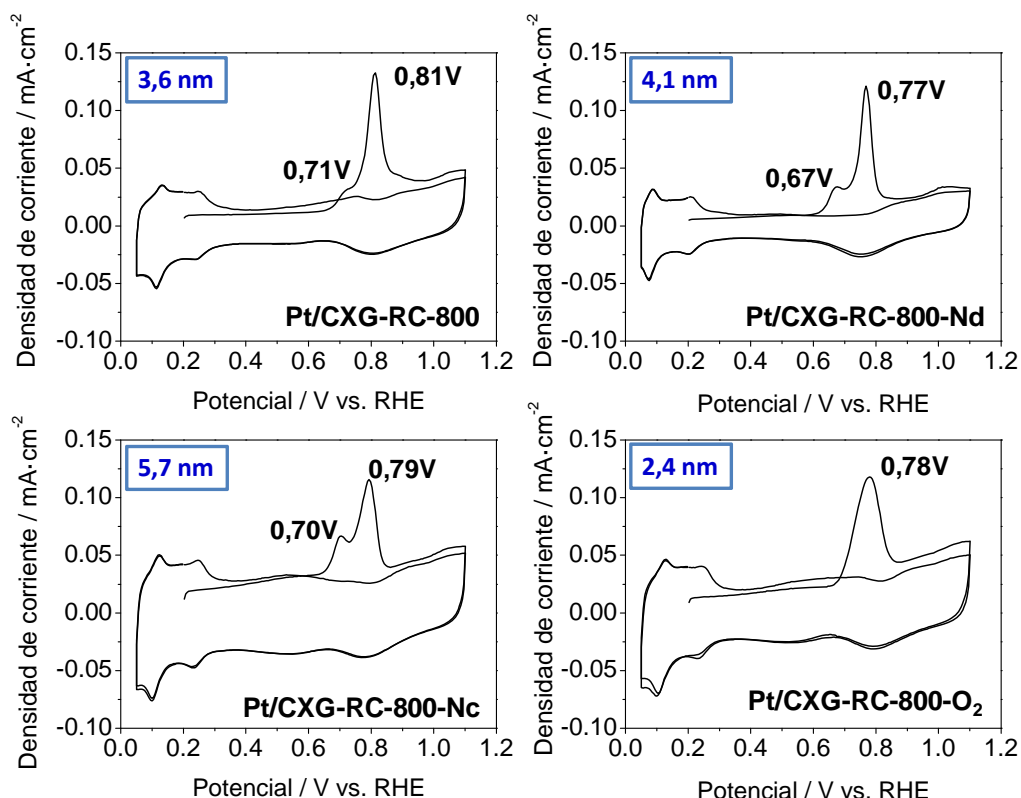 Densidad de corriente / mA·cm-2
0.15
0.10
0.05
0.00
-0.05
-0.10
3,6 nm
0,81V
0,71V
Pt/CXG-RC-800
0.0 0.2 0.4 0.6 0.8 1.0 1.2
Potencial / V vs. RHE
Densidad de corriente / mA·cm-2
0.15
0.10
0.05
0.00
-0.05
-0.10
4,1 nm
0,77V
0,67V
Pt/CXG-RC-800-Nd
0.0 0.2 0.4 0.6 0.8 1.0 1.2
Potencial / V vs. RHE
Densidad de corriente / mA·cm-2
0.15
0.10
0.05
0.00
-0.05
-0.10
5,7 nm
0,79V
0,70V
Pt/CXG-RC-800-Nc
0.0 0.2 0.4 0.6 0.8 1.0 1.2
Potencial / V vs. RHE
Densidad de corriente / mA·cm-2
0.15
0.10
0.05
0.00
-0.05
-0.10
2,4 nm
0,78V
Pt/CXG-RC-800-O2
0.0 0.2 0.4 0.6 0.8 1.0 1.2
Potencial / V vs. RHE